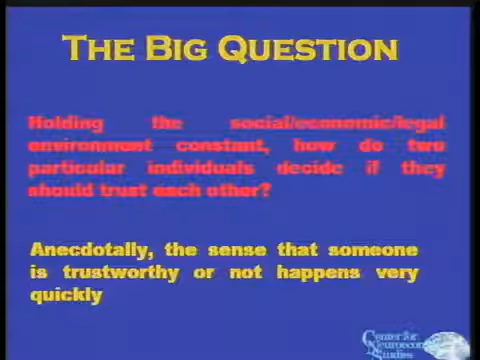 THE BIG QUESTION
Holding the social/economic/legal
environment constant, how do two
particular individuals decide if they
should trust each other?
Anecdotally, the sense that someone
is trustworthy or not happens very
quickly
Center for
Studies